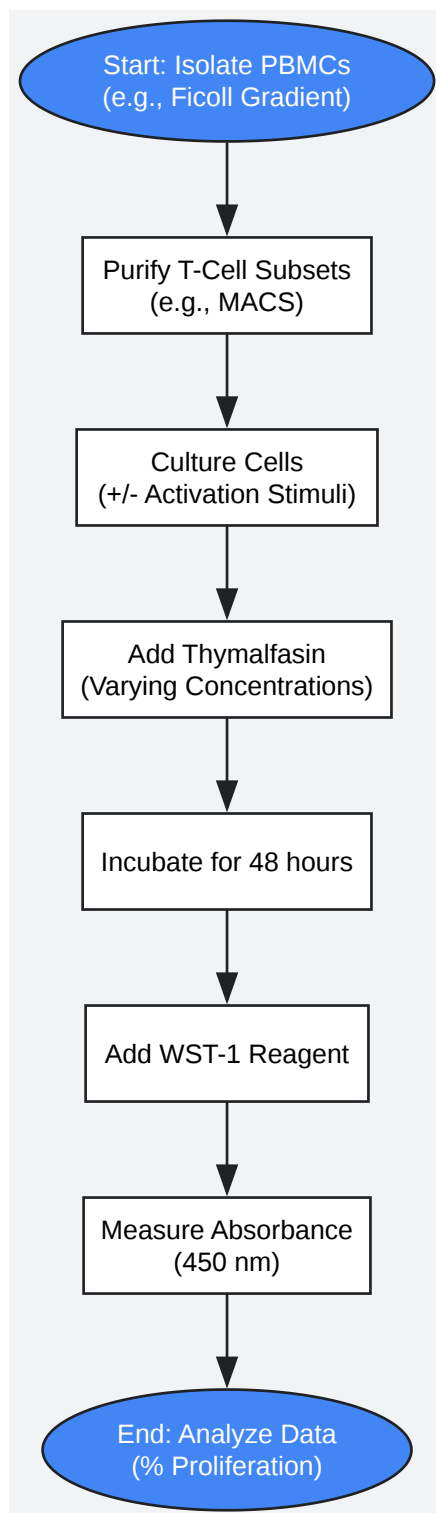 Start: Isolate PBMCs
(e.g., Ficoll Gradient)
Purify T-Cell Subsets
(e.g., MACS)
Culture Cells
(+/- Activation Stimuli)
Add Thymalfasin
(Varying Concentrations)
Incubate for 48 hours
Add WST-1 Reagent
Measure Absorbance
(450 nm)
End: Analyze Data
(% Proliferation)